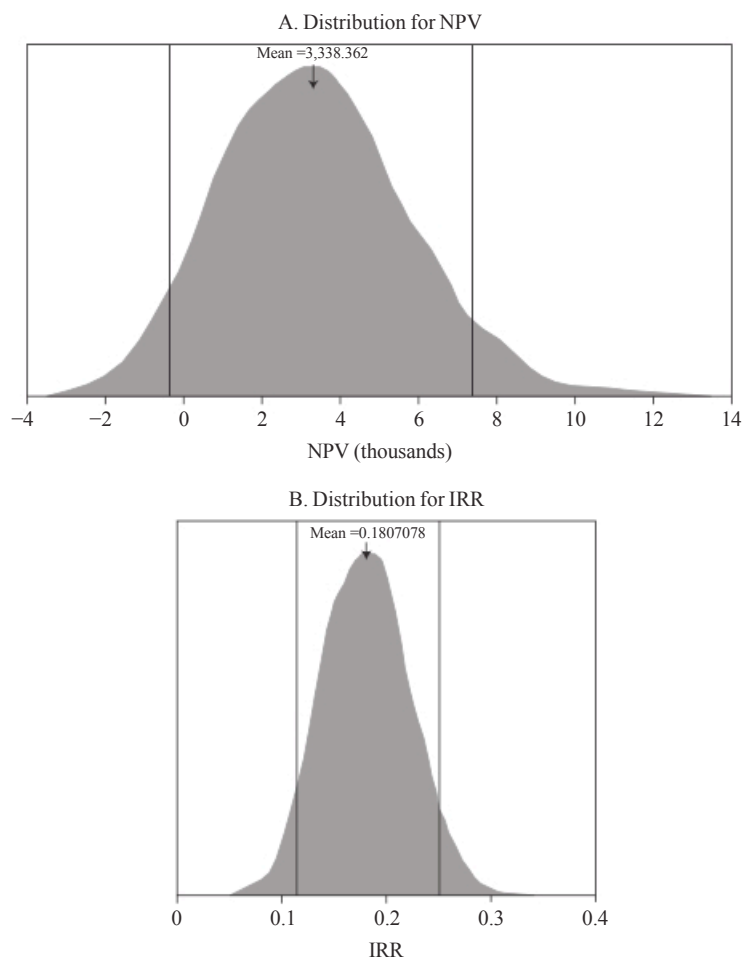 A. Distribution for NPV
Mean =3,338.362
−4 −2 0 2 4 6 8 10 12 14
NPV (thousands)
B. Distribution for IRR
Mean =0.1807078
0 0.1 0.2 0.3 0.4
IRR